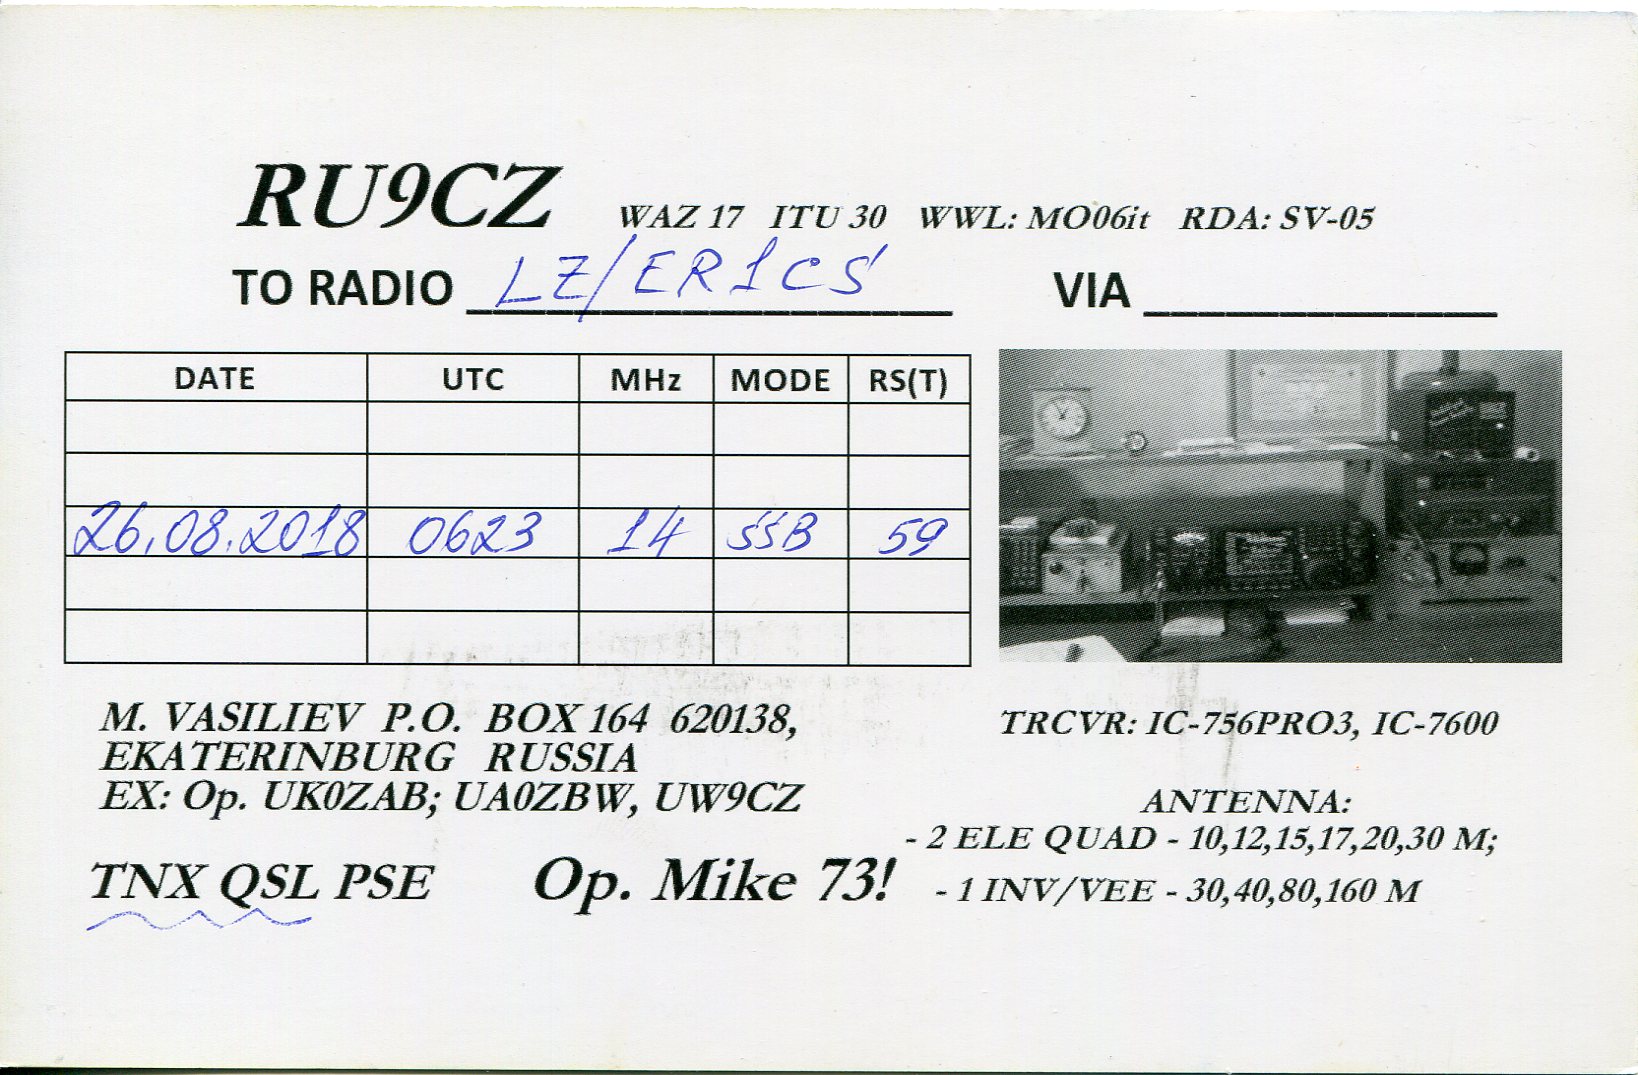 RU9CZ WAZ 17 ITU 30 WWL: MO06it RDA: SV-05
TO RADIO LZ/ER1CS VIA
DATE UTC MHz MODE RS(T)
26.08.2018 0623 14 SSB 59
M. VASILIEV P.O. BOX 164 620138,
EKATERINBURG RUSSIA
EX: Op. UK0ZAB; UA0ZBW, UW9CZ
TNX QSL PSE Op. Mike 73!
TRCVR: IC-756PRO3, IC-7600
ANTENNA:
- 2 ELE QUAD - 10,12,15,17,20,30 M;
- 1 INV/VEE - 30,40,80,160 M